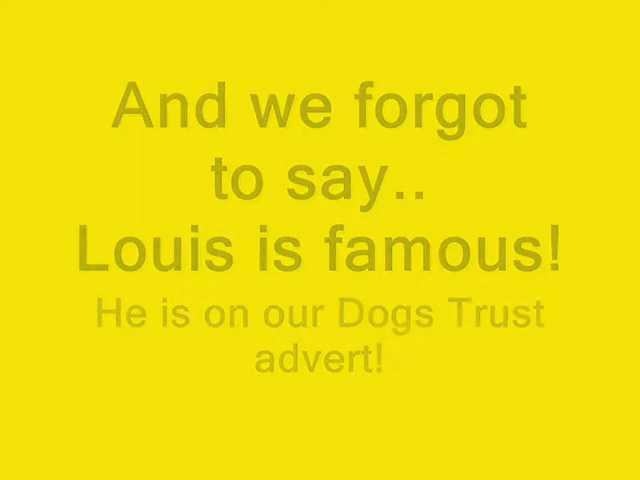 And we forgot
to say..
Louis is famous!
He is on our Dogs Trust
advert!